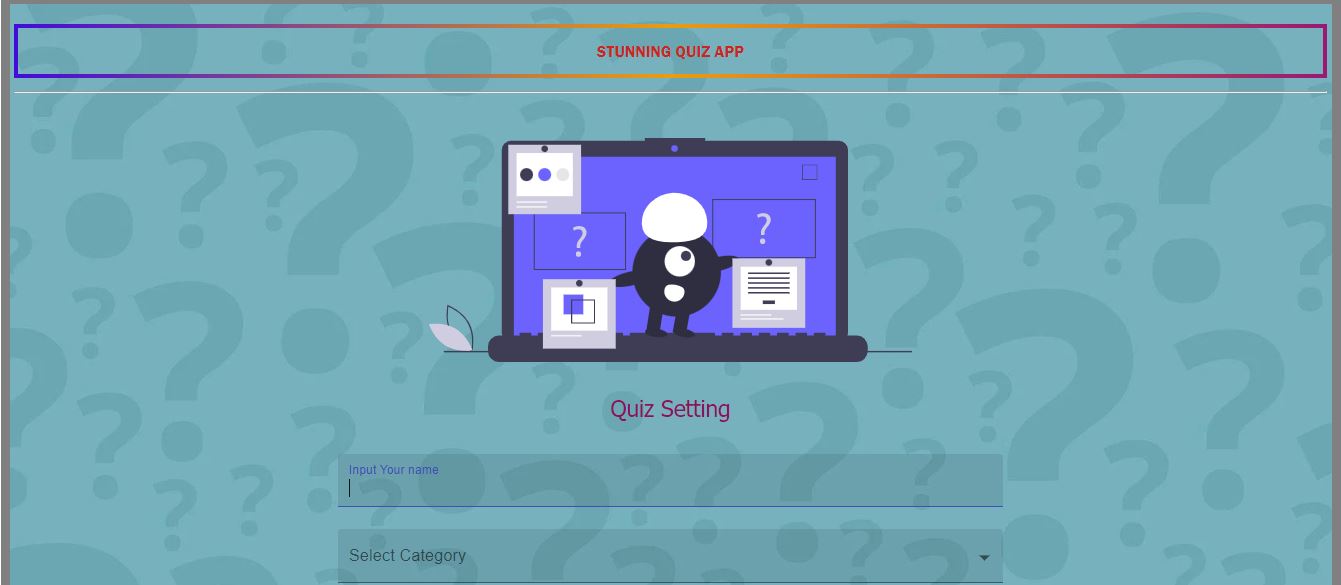 STUNNING QUIZ APP
? ?
Quiz Setting
Input Your name
Select Category